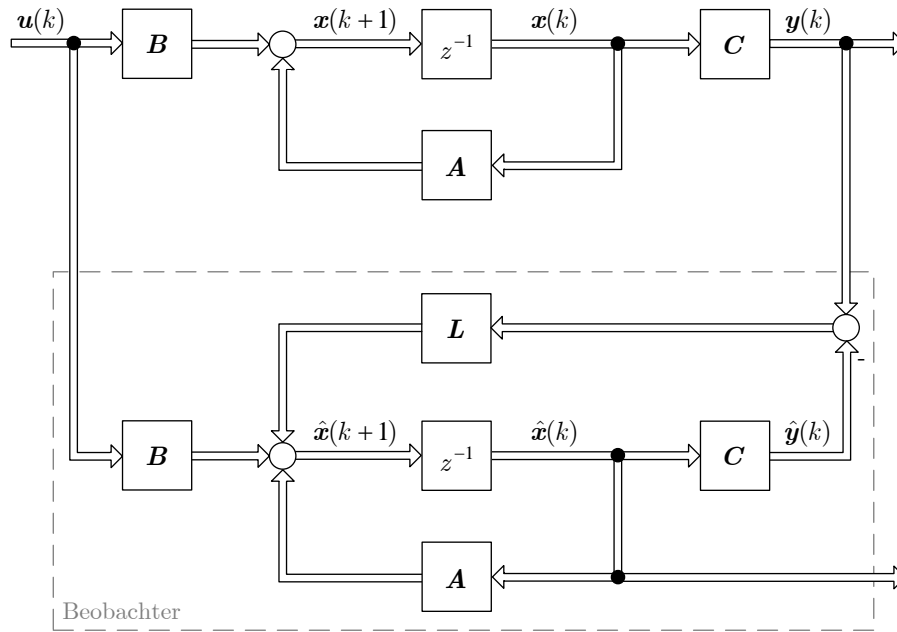 u(k)
x(k+1)
x(k)
y(k)
B
z⁻¹
C
A
L
x̂(k+1)
x̂(k)
ŷ(k)
B
z⁻¹
C
-
A
Beobachter